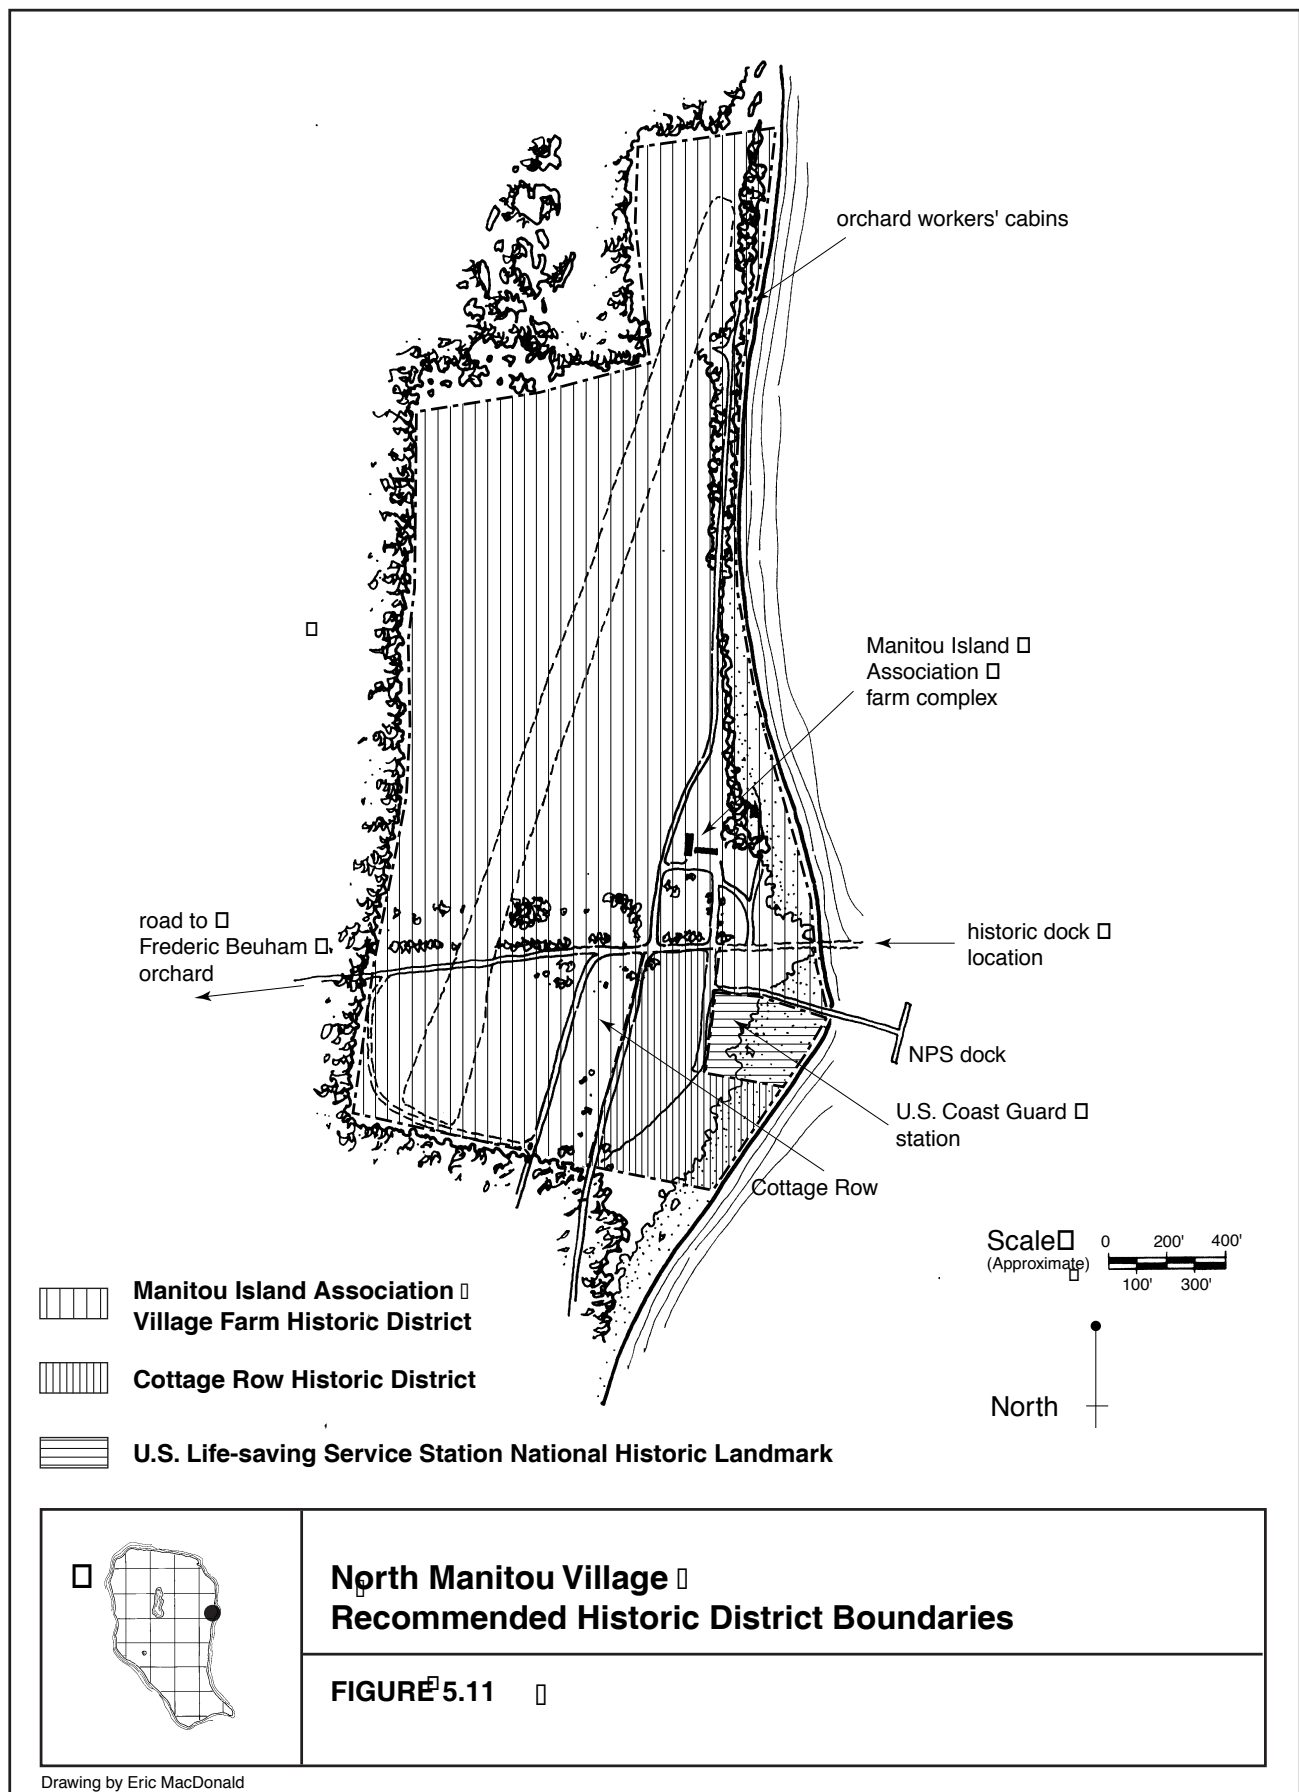 orchard workers' cabins
Manitou Island
Association
farm complex
road to
Frederic Beuham
orchard
historic dock
location
NPS dock
U.S. Coast Guard
station
Cottage Row
Scale
(Approximate)
0 200' 400'
100' 300'
North
Manitou Island Association
Village Farm Historic District
Cottage Row Historic District
U.S. Life-saving Service Station National Historic Landmark
North Manitou Village
Recommended Historic District Boundaries
FIGURE 5.11
Drawing by Eric MacDonald